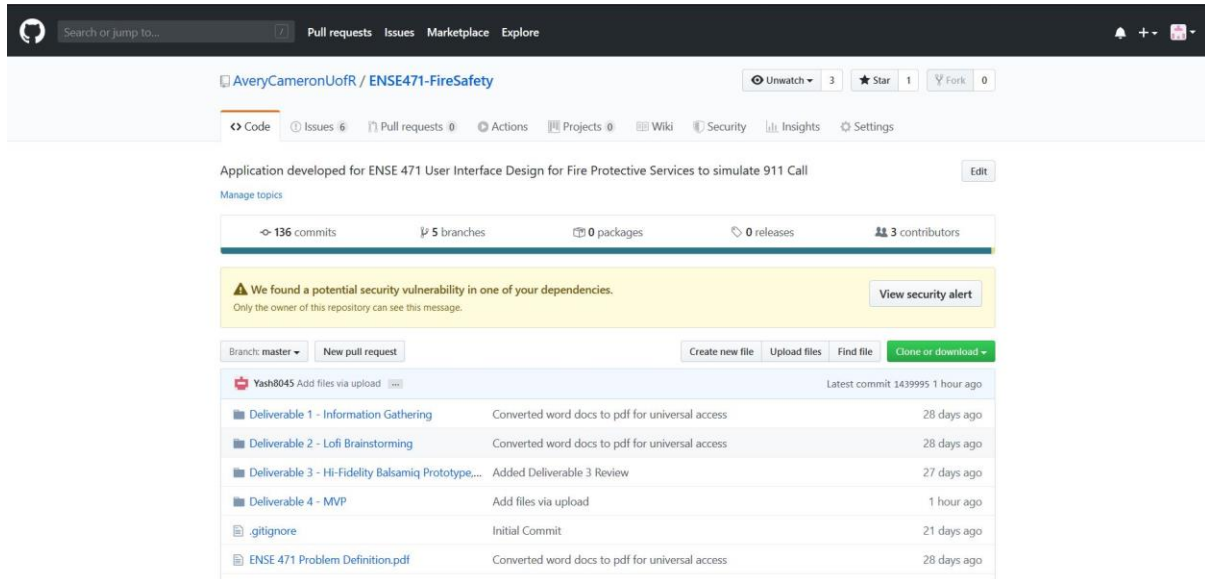 Search or jump to... / Pull requests Issues Marketplace Explore
AveryCameronUofR / ENSE471-FireSafety Unwatch 3 Star 1 Fork 0
Code Issues 6 Pull requests 0 Actions Projects 0 Wiki Security Insights Settings
Application developed for ENSE 471 User Interface Design for Fire Protective Services to simulate 911 Call Edit
Manage topics
136 commits 5 branches 0 packages 0 releases 3 contributors
We found a potential security vulnerability in one of your dependencies.
Only the owner of this repository can see this message.
View security alert
Branch: master New pull request Create new file Upload files Find file Clone or download
Yash8045 Add files via upload ... Latest commit 1439995 1 hour ago
Deliverable 1 - Information Gathering Converted word docs to pdf for universal access 28 days ago
Deliverable 2 - Lofi Brainstorming Converted word docs to pdf for universal access 28 days ago
Deliverable 3 - Hi-Fidelity Balsamiq Prototype,... Added Deliverable 3 Review 27 days ago
Deliverable 4 - MVP Add files via upload 1 hour ago
.gitignore Initial Commit 21 days ago
ENSE 471 Problem Definition.pdf Converted word docs to pdf for universal access 28 days ago